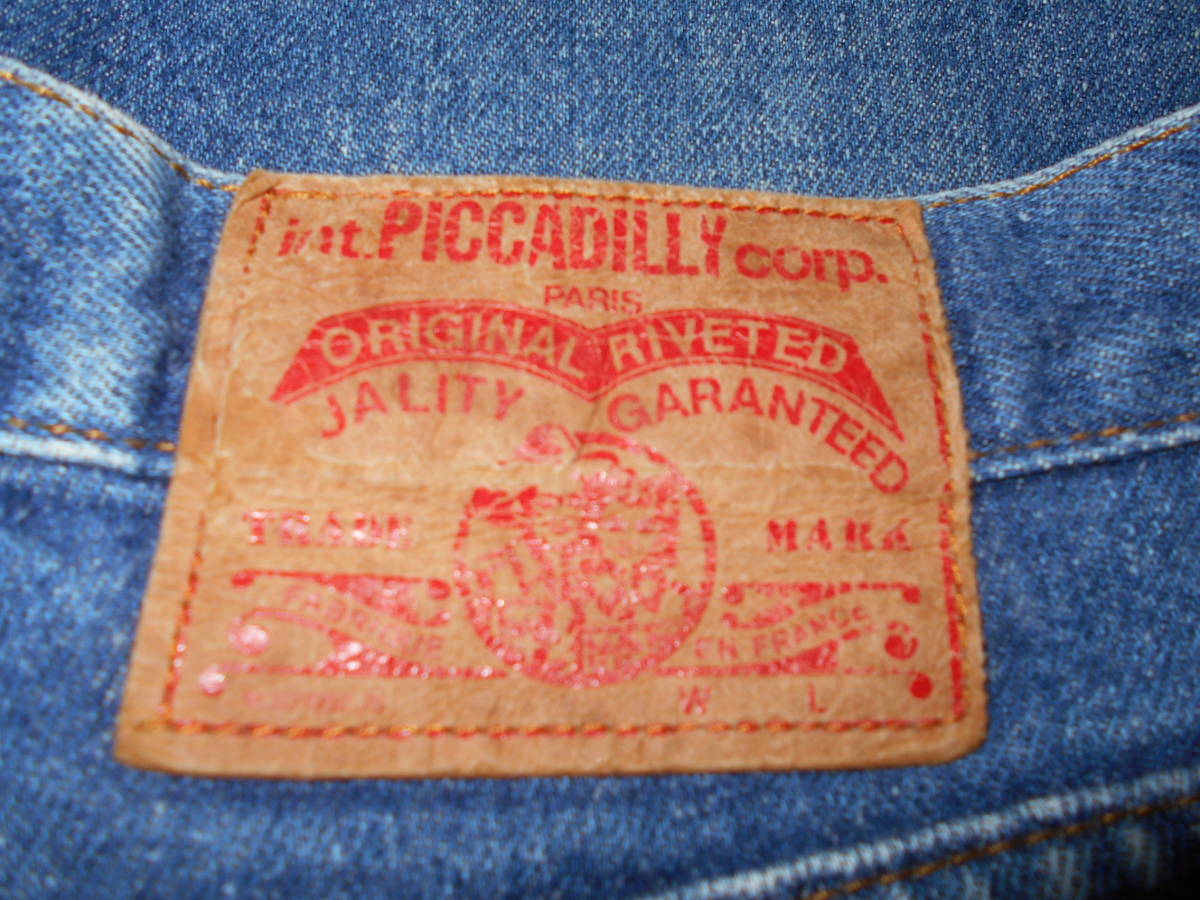 int. PICCADILLY corp.
PARIS
ORIGINAL RIVETED
JALITY GARANTEED
TRADE MARK
FABRIQUE EN FRANCE
W L